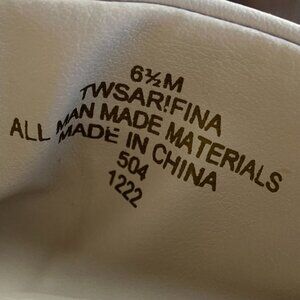 6½M
TWSARIFINA
ALL MAN MADE MATERIALS
MADE IN CHINA
504
1222